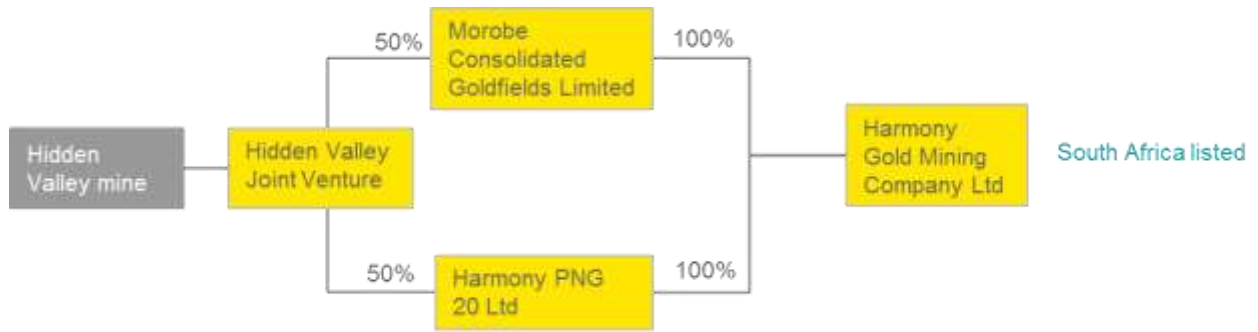 Hidden
Valley mine
Hidden Valley
Joint Venture
50%
Morobe
Consolidated
Goldfields Limited
100%
50%
Harmony PNG
20 Ltd
100%
Harmony
Gold Mining
Company Ltd
South Africa listed